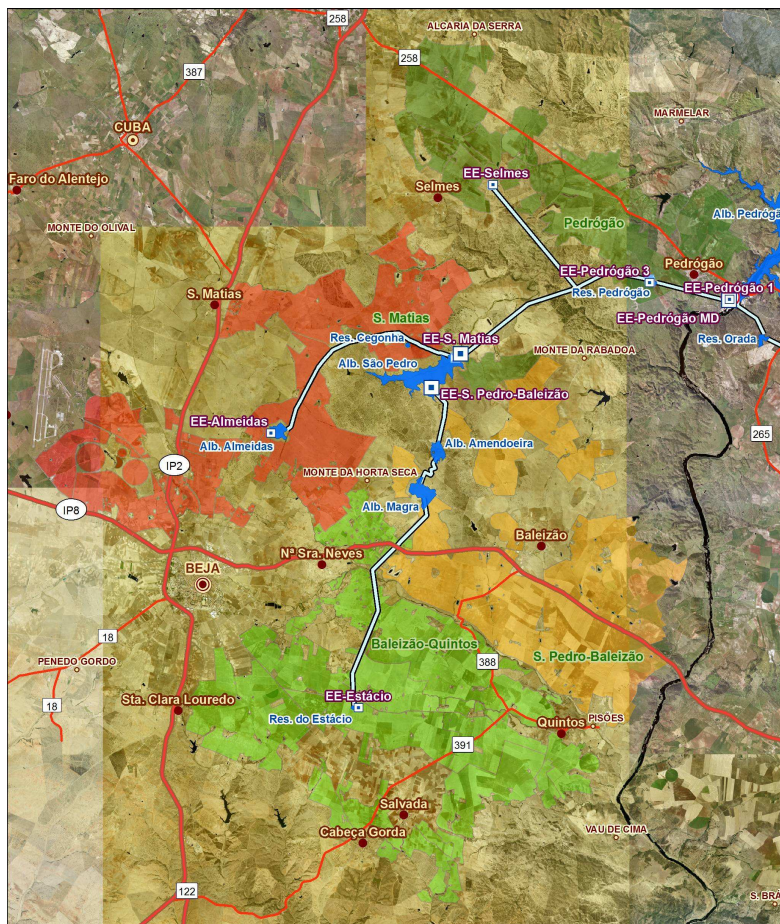 258
ALCARIA DA SERRA
387
258
CUBA
MARMELAR
EE-Selmes
Faro do Alentejo
Selmes
Alb. Pedróg
MONTE DO OLIVAL
Pedrógão
Pedrógão
EE-Pedrógão 3
S. Matias
Res. Pedrógão
EE-Pedrógão 1
S. Matias
EE-Pedrógão MD
Res. Cegonha
EE-S. Matias
Res. Orada
MONTE DA RABADOA
Alb. São Pedro
EE-S. Pedro-Baleizão
EE-Almeidas
265
Alb. Almeidas
Alb. Amendoeira
IP2
MONTE DA HORTA SECA
IP8
Alb. Magra
Baleizão
Nª Sra. Neves
BEJA
18
Baleizão-Quintos
S. Pedro-Baleizão
388
PENEDO GORDO
EE-Estácio
Sta. Clara Louredo
18
Res. do Estácio
PISÕES
Quintos
391
Salvada
Cabeça Gorda
VAU DE CIMA
122
S. BRÁ